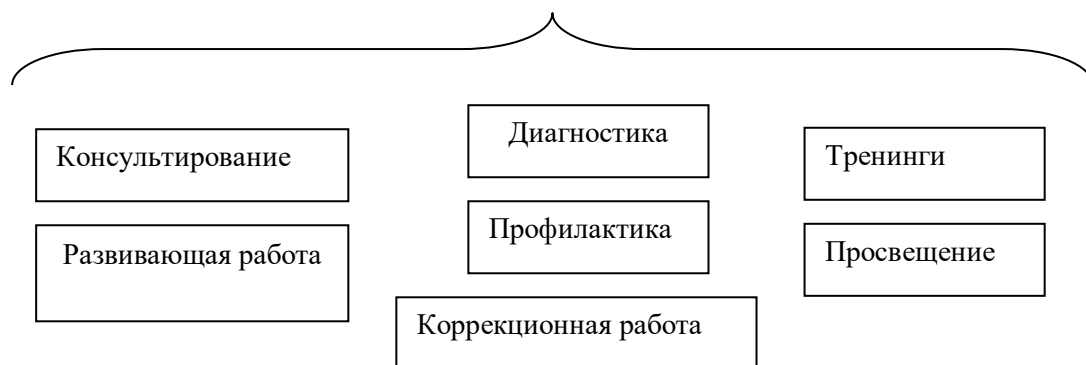 Консультирование
Диагностика
Тренинги
Развивающая работа
Профилактика
Просвещение
Коррекционная работа